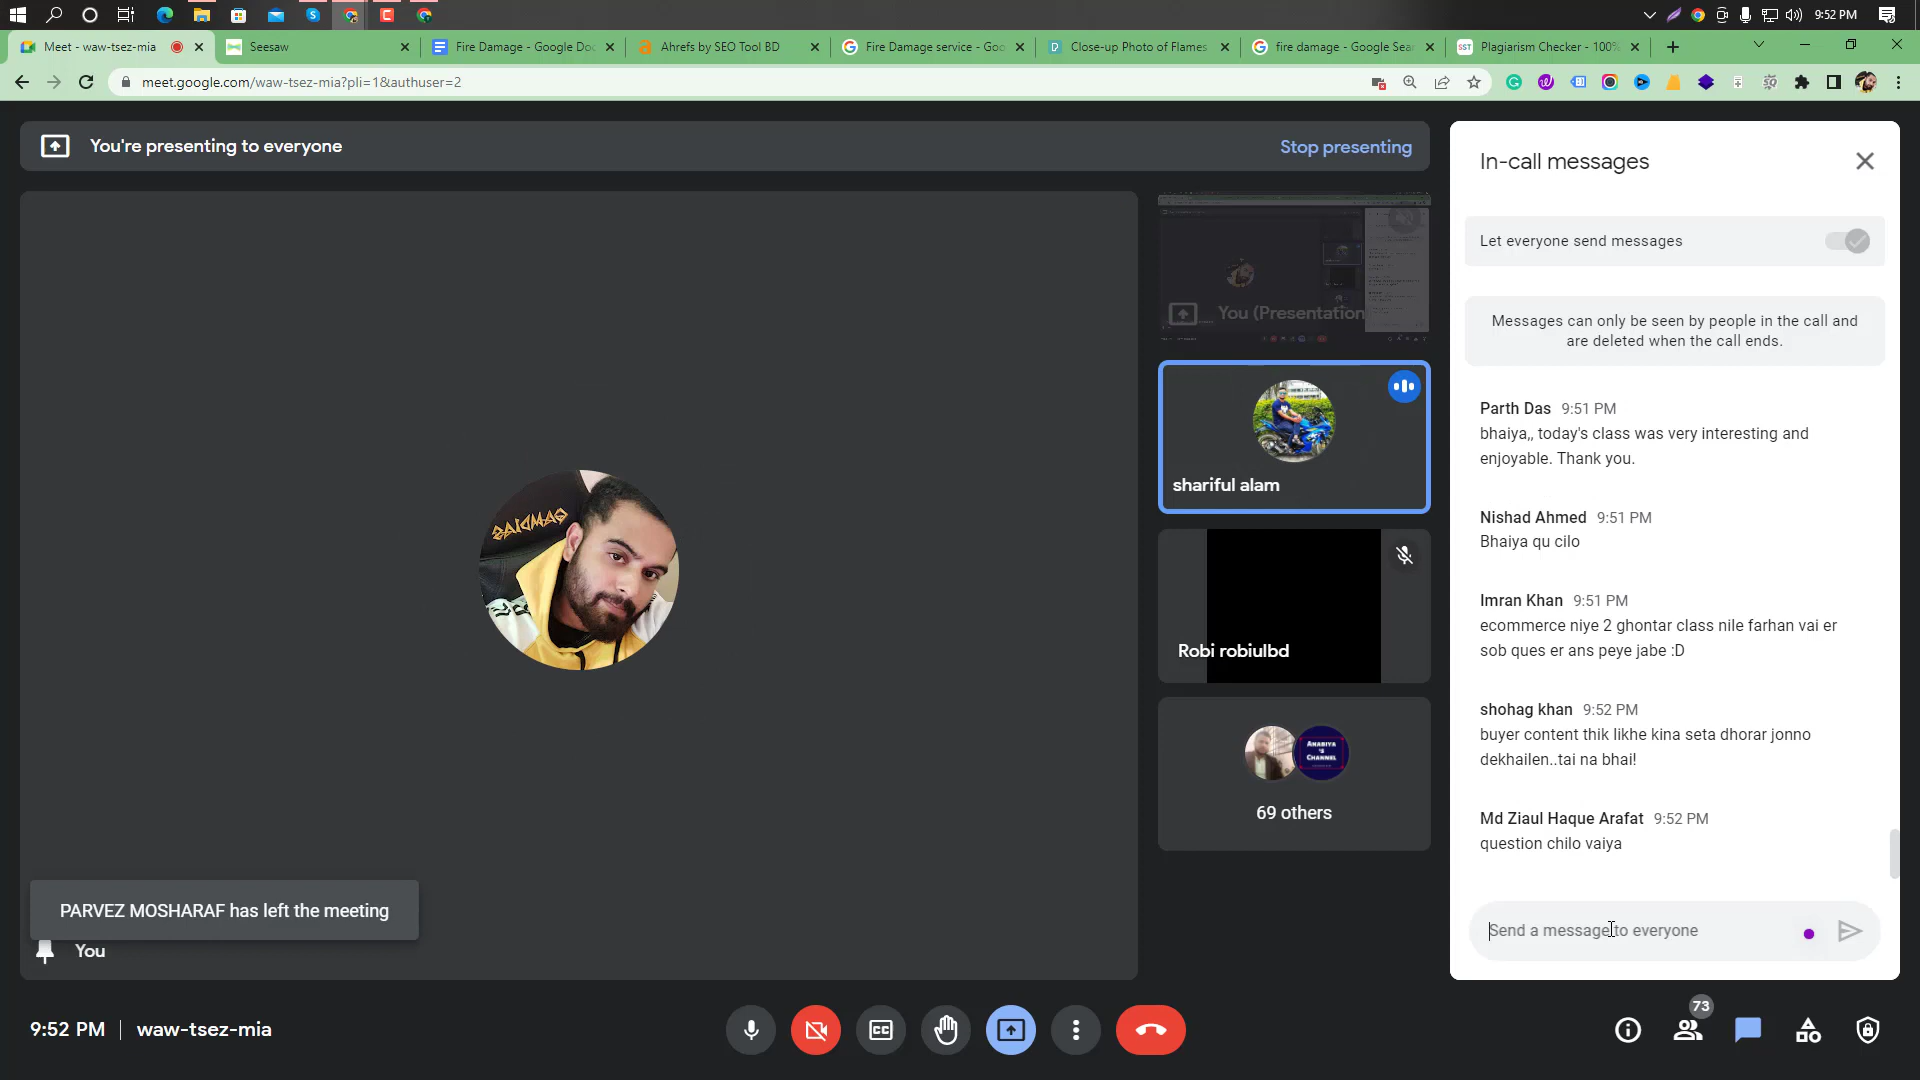 9:52 PM
Meet - waw-tsez-mia
Seesaw
Fire Damage - Google Doc
Ahrefs by SEO Tool BD
Fire Damage service - Goo
Close-up Photo of Flames
fire damage - Google Sea
Plagiarism Checker - 100%
meet.google.com/waw-tsez-mia?pli=1&authuser=2
You're presenting to everyone
Stop presenting
In-call messages
Let everyone send messages
Messages can only be seen by people in the call and
are deleted when the call ends.
You (Presentation
shariful alam
Robi robiulbd
ANABIYA
'S
CHANNEL
69 others
Parth Das 9:51 PM
bhaiya,, today's class was very interesting and
enjoyable. Thank you.
Nishad Ahmed 9:51 PM
Bhaiya qu cilo
Imran Khan 9:51 PM
ecommerce niye 2 ghontar class nile farhan vai er
sob ques er ans peye jabe :D
shohag khan 9:52 PM
buyer content thik likhe kina seta dhorar jonno
dekhailen..tai na bhai!
Md Ziaul Haque Arafat 9:52 PM
question chilo vaiya
Send a message to everyone
PARVEZ MOSHARAF has left the meeting
You
9:52 PM
waw-tsez-mia
73